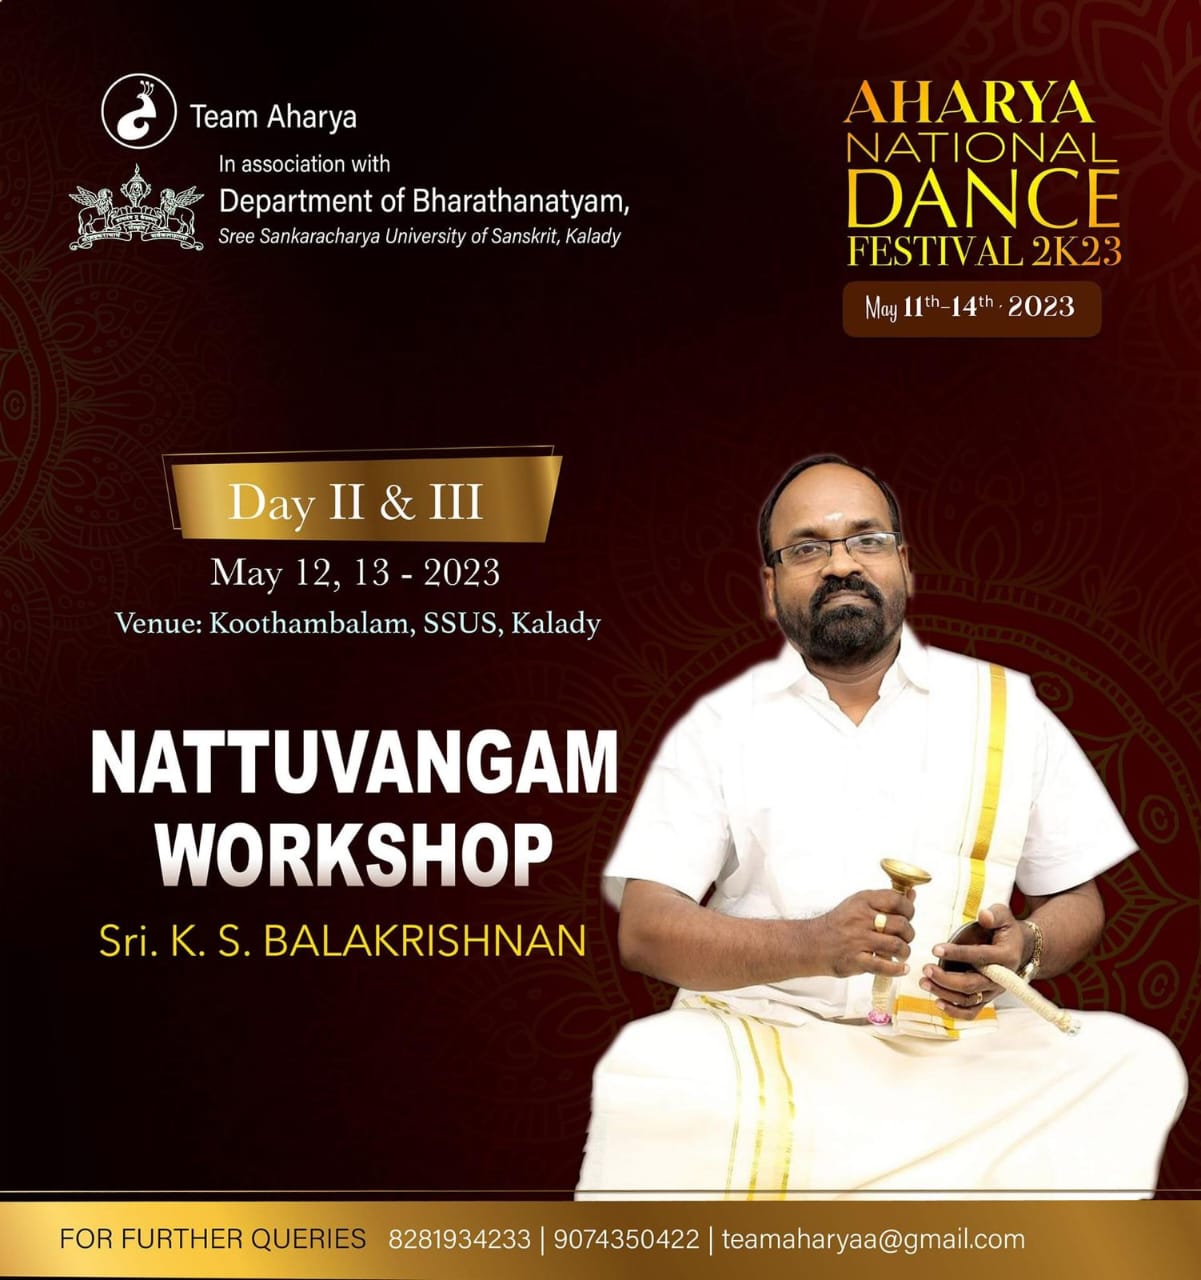 Team Aharya
In association with
Department of Bharathanatyam,
Sree Sankaracharya University of Sanskrit, Kalady
AHARYA
NATIONAL
DANCE
FESTIVAL 2K23
May 11th-14th, 2023
Day II & III
May 12, 13 - 2023
Venue: Koothambalam, SSUS, Kalady
NATTUVANGAM
WORKSHOP
Sri. K. S. BALAKRISHNAN
FOR FURTHER QUERIES 8281934233 | 9074350422 | teamaharyaa@gmail.com